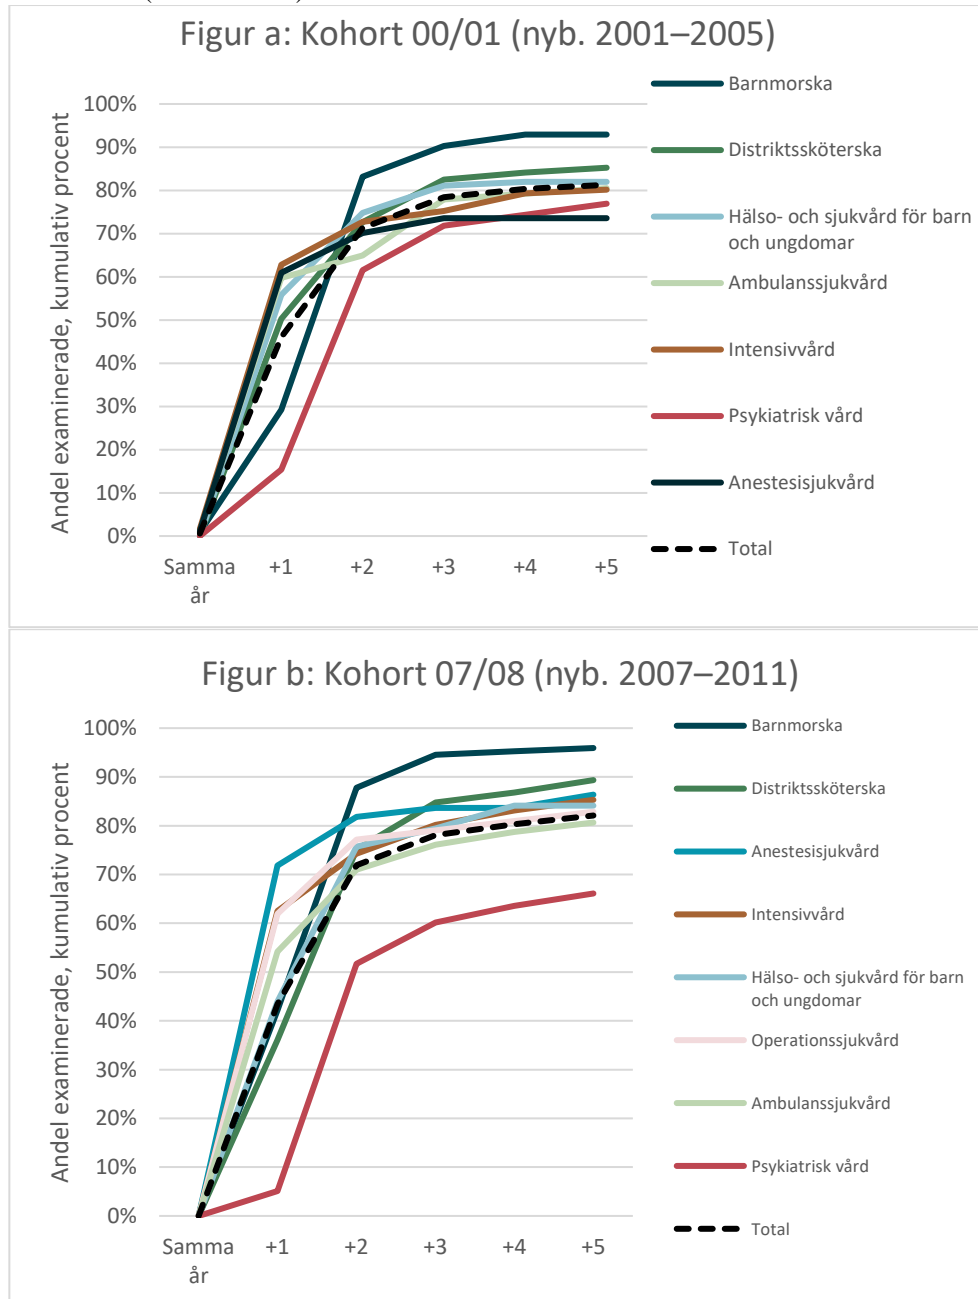 Figur a: Kohort 00/01 (nyb. 2001–2005)
Andel examinerade, kumulativ procent
100%
90%
80%
70%
60%
50%
40%
30%
20%
10%
0%
Samma år
+1
+2
+3
+4
+5
Barnmorska
Distriktssköterska
Hälso- och sjukvård för barn
och ungdomar
Ambulanssjukvård
Intensivvård
Psykiatrisk vård
Anestesisjukvård
Total
Figur b: Kohort 07/08 (nyb. 2007–2011)
Andel examinerade, kumulativ procent
100%
90%
80%
70%
60%
50%
40%
30%
20%
10%
0%
Samma år
+1
+2
+3
+4
+5
Barnmorska
Distriktssköterska
Anestesisjukvård
Intensivvård
Hälso- och sjukvård för barn
och ungdomar
Operationssjukvård
Ambulanssjukvård
Psykiatrisk vård
Total